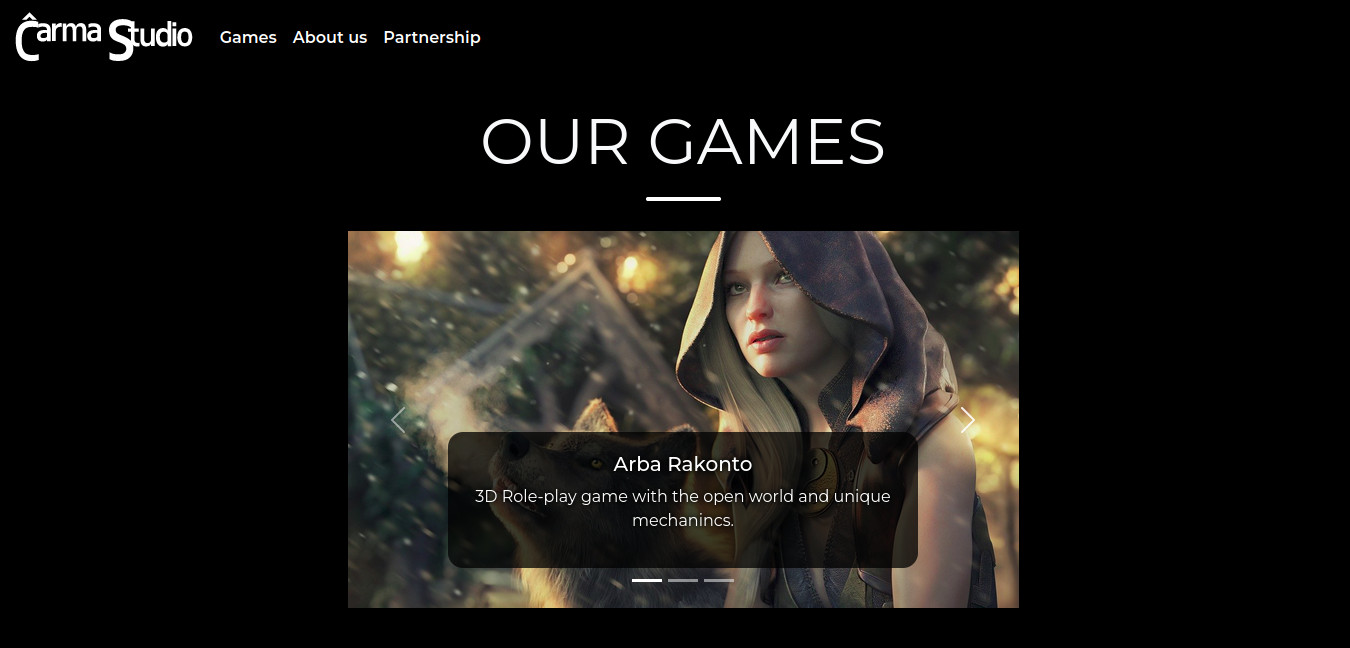 Ĉarma Studio
Games About us Partnership
OUR GAMES
Arba Rakonto
3D Role-play game with the open world and unique
mechanincs.